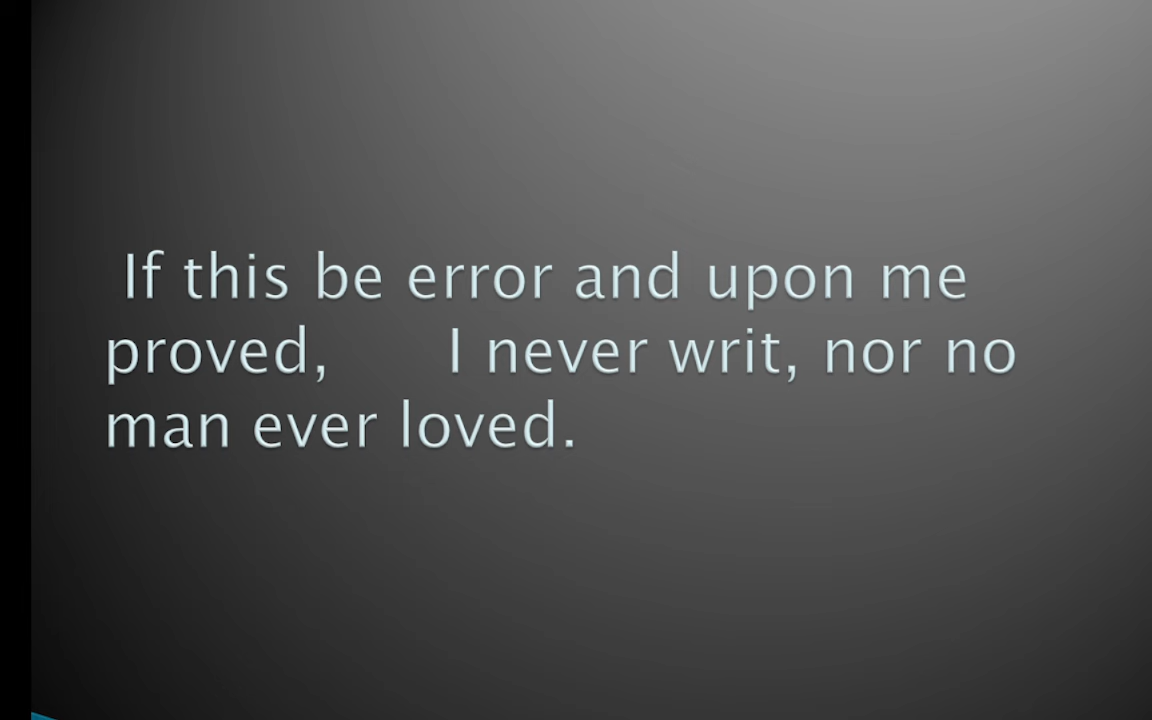 If this be error and upon me
proved, I never writ, nor no
man ever loved.